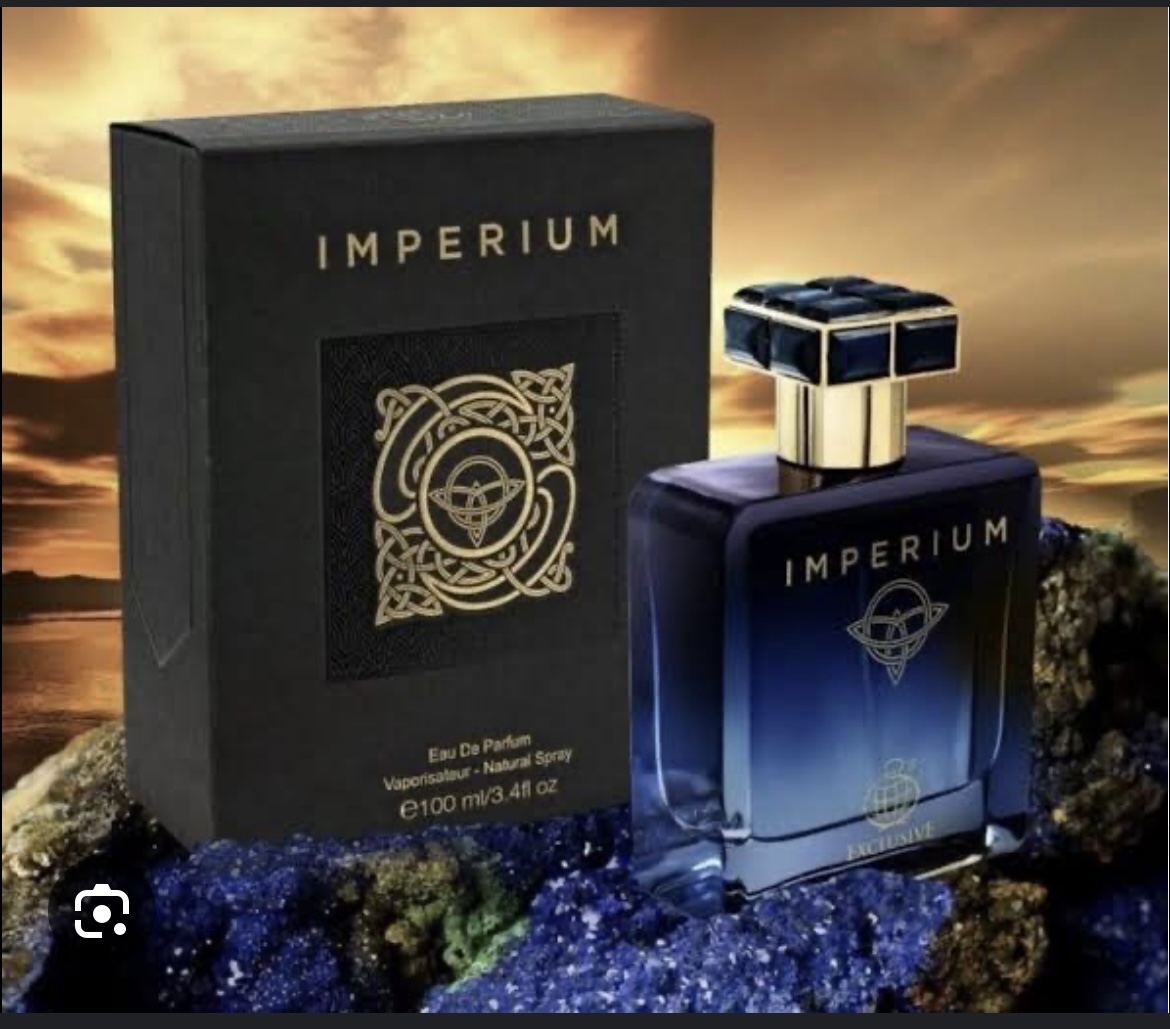 IMPERIUM
Eau De Parfum
Vaporisateur - Natural Spray
℮100 ml/3.4fl oz
IMPERIUM
EXCLUSIVE